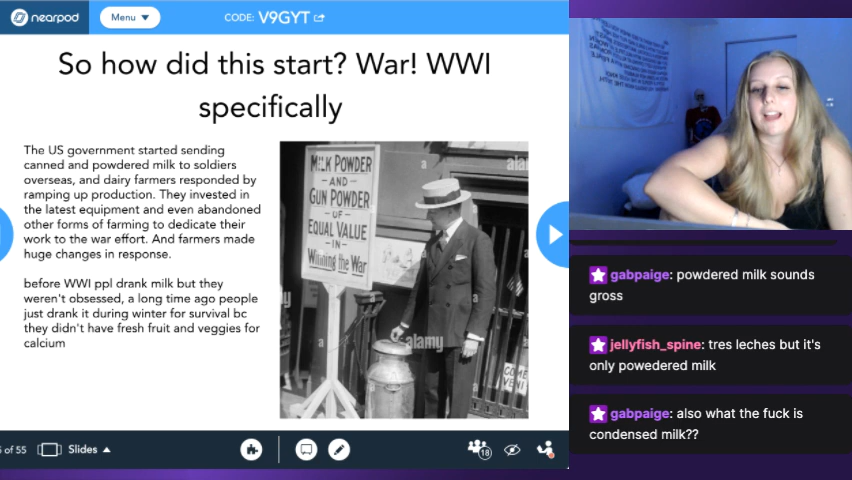 nearpod
Menu ▼
CODE: V9GYT
So how did this start? War! WWI
specifically
The US government started sending
canned and powdered milk to soldiers
overseas, and dairy farmers responded by
ramping up production. They invested in
the latest equipment and even abandoned
other forms of farming to dedicate their
work to the war effort. And farmers made
huge changes in response.
before WWI ppl drank milk but they
weren't obsessed, a long time ago people
just drank it during winter for survival bc
they didn't have fresh fruit and veggies for
calcium
MILK POWDER
-AND-
GUN POWDER
-OF-
EQUAL VALUE
-IN-
Winning the War
alamy
of 55
Slides
18
gabpaige: powdered milk sounds
gross
jellyfish_spine: tres leches but it's
only powedered milk
gabpaige: also what the fuck is
condensed milk??